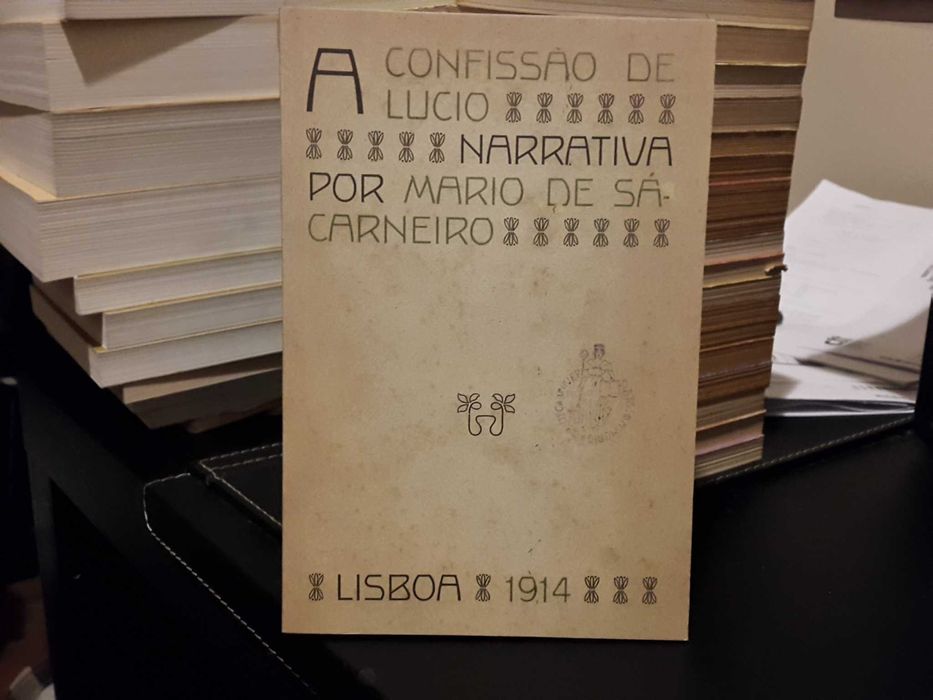 A CONFISSÃO DE
LUCIO
NARRATIVA
POR MARIO DE SÁ-
CARNEIRO
LISBOA 1914